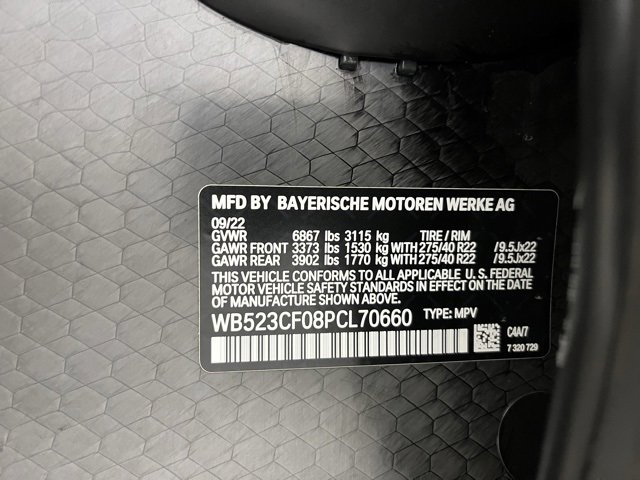 MFD BY BAYERISCHE MOTOREN WERKE AG
09/22
GVWR 6867 lbs 3115 kg TIRE / RIM
GAWR FRONT 3373 lbs 1530 kg WITH 275/40 R22 /9.5Jx22
GAWR REAR 3902 lbs 1770 kg WITH 275/40 R22 /9.5Jx22
THIS VEHICLE CONFORMS TO ALL APPLICABLE U. S. FEDERAL
MOTOR VEHICLE SAFETY STANDARDS IN EFFECT ON THE DATE
OF MANUFACTURE SHOWN ABOVE.
WB523CF08PCL70660 TYPE: MPV
C4A/7
7 320 729